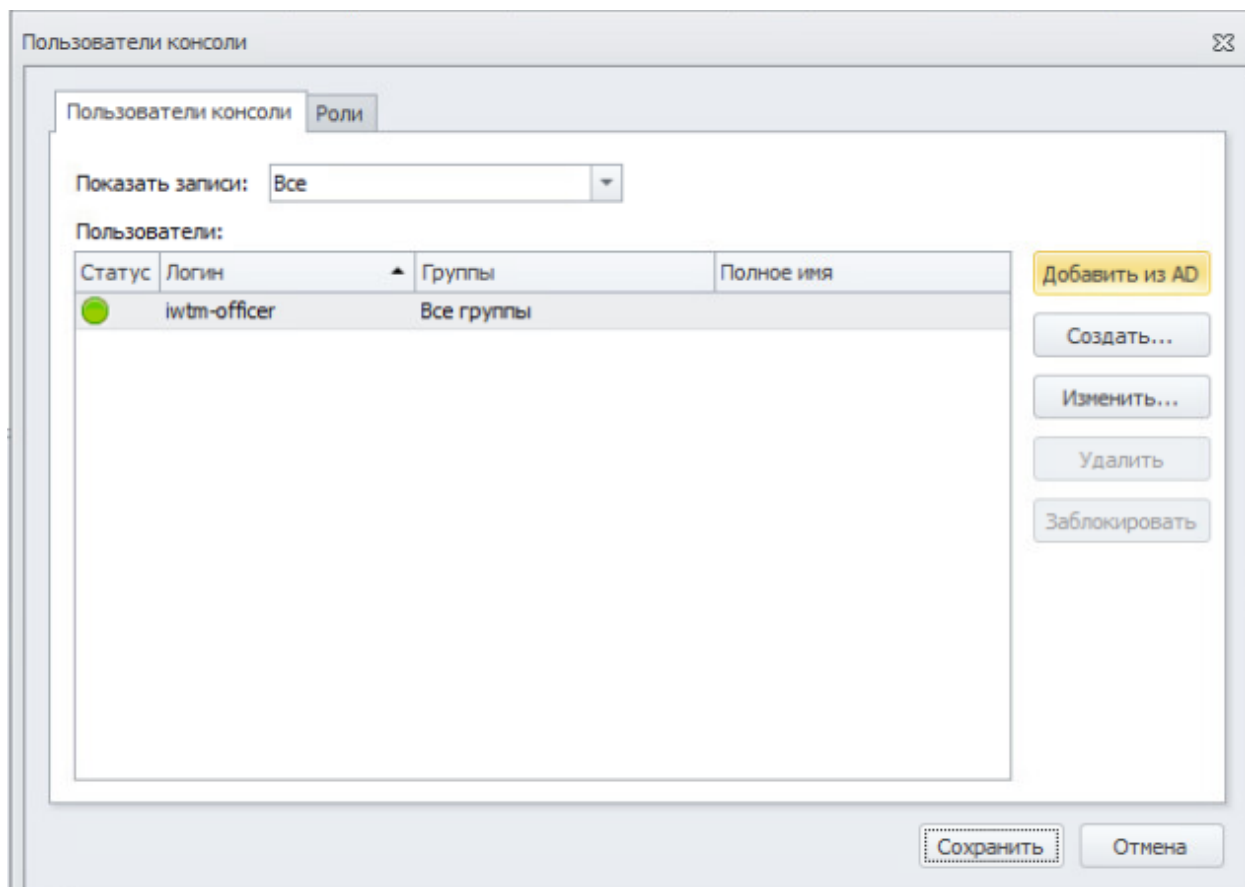 Пользователи консоли
Пользователи консоли Роли
Показать записи: Все
Пользователи:
Статус Логин Группы Полное имя
iwtm-officer Все группы
Добавить из AD
Создать...
Изменить...
Удалить
Заблокировать
Сохранить Отмена